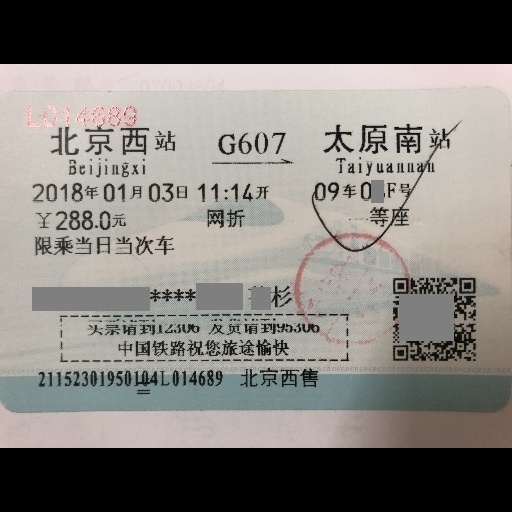 L014689
北京西站 G607 太原南站
Beijingxi Taiyuannan
2018年01月03日 11:14开 09车0 F号
￥288.0元 网折 一等座
限乘当日当次车
**** 杉
买票请到12306 发货请到95306
中国铁路祝您旅途愉快
21152301950104L014689 北京西售